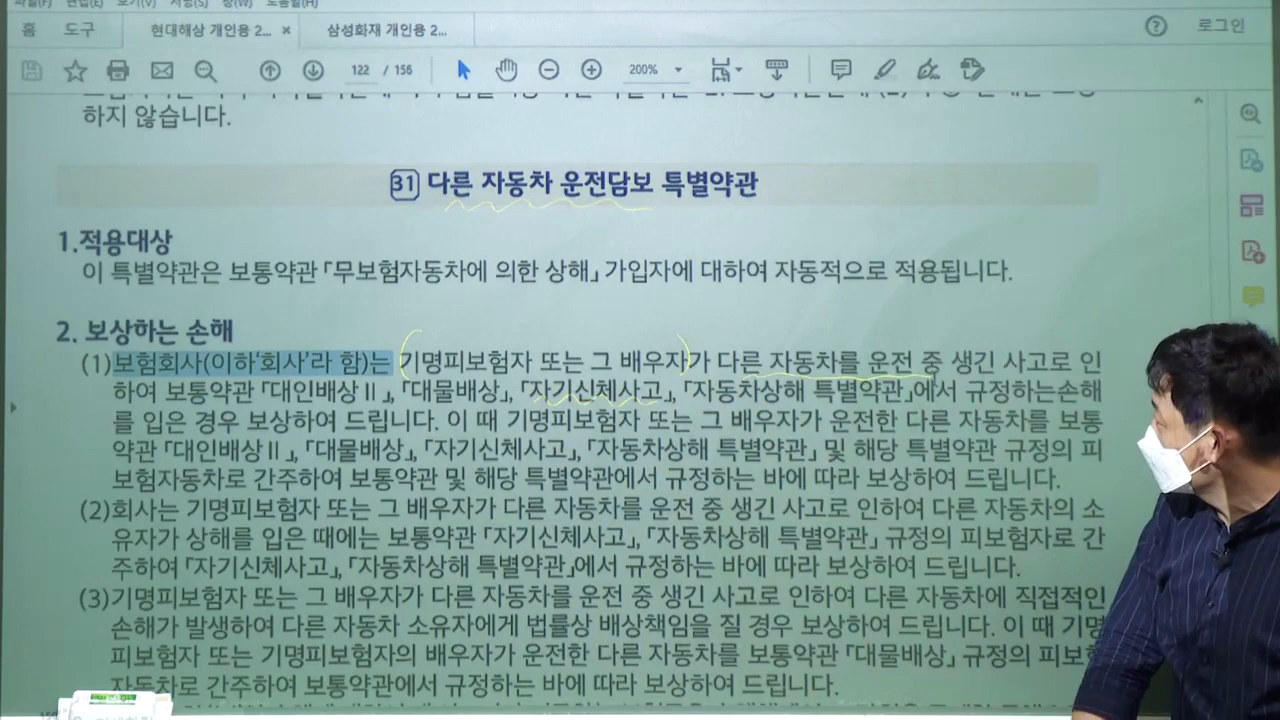 파일(F) 편집(E) 보기(V) 서명(S) 창(W) 도움말(H)
홈 도구 현대해상 개인용 2... × 삼성화재 개인용 2... 로그인
122 / 156 200%
하지 않습니다.
31 다른 자동차 운전담보 특별약관
1.적용대상
이 특별약관은 보통약관 「무보험자동차에 의한 상해」 가입자에 대하여 자동적으로 적용됩니다.
2. 보상하는 손해
(1)보험회사(이하‘회사’라 함)는 기명피보험자 또는 그 배우자가 다른 자동차를 운전 중 생긴 사고로 인
하여 보통약관 「대인배상Ⅱ」, 「대물배상」, 「자기신체사고」, 「자동차상해 특별약관」에서 규정하는손해
를 입은 경우 보상하여 드립니다. 이 때 기명피보험자 또는 그 배우자가 운전한 다른 자동차를 보통
약관 「대인배상Ⅱ」, 「대물배상」, 「자기신체사고」, 「자동차상해 특별약관」 및 해당 특별약관 규정의 피
보험자동차로 간주하여 보통약관 및 해당 특별약관에서 규정하는 바에 따라 보상하여 드립니다.
(2)회사는 기명피보험자 또는 그 배우자가 다른 자동차를 운전 중 생긴 사고로 인하여 다른 자동차의 소
유자가 상해를 입은 때에는 보통약관 「자기신체사고」, 「자동차상해 특별약관」 규정의 피보험자로 간
주하여 「자기신체사고」, 「자동차상해 특별약관」에서 규정하는 바에 따라 보상하여 드립니다.
(3)기명피보험자 또는 그 배우자가 다른 자동차를 운전 중 생긴 사고로 인하여 다른 자동차에 직접적인
손해가 발생하여 다른 자동차 소유자에게 법률상 배상책임을 질 경우 보상하여 드립니다. 이 때 기명
피보험자 또는 기명피보험자의 배우자가 운전한 다른 자동차를 보통약관 「대물배상」 규정의 피보험
자동차로 간주하여 보통약관에서 규정하는 바에 따라 보상하여 드립니다.